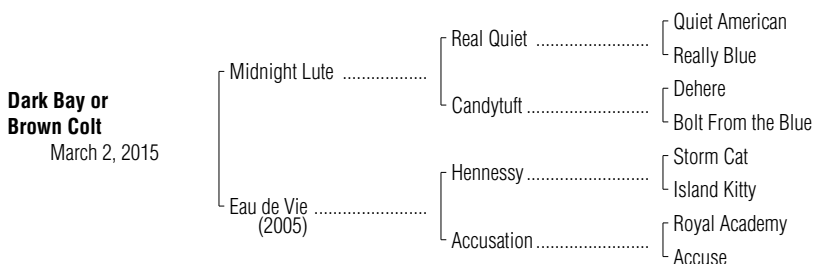 Dark Bay or
Brown Colt
March 2, 2015
Midnight Lute ..................
Eau de Vie ........................
(2005)
Real Quiet ........................
Candytuft ..........................
Hennessy ..........................
Accusation ........................
Quiet American
Really Blue
Dehere
Bolt From the Blue
Storm Cat
Island Kitty
Royal Academy
Accuse